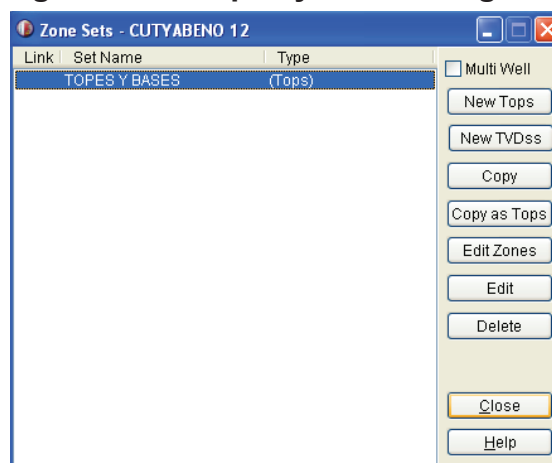 Zone Sets - CUTYABENO 12
Link Set Name Type
TOPES Y BASES (Tops)
Multi Well
New Tops
New TVDss
Copy
Copy as Tops
Edit Zones
Edit
Delete
Close
Help